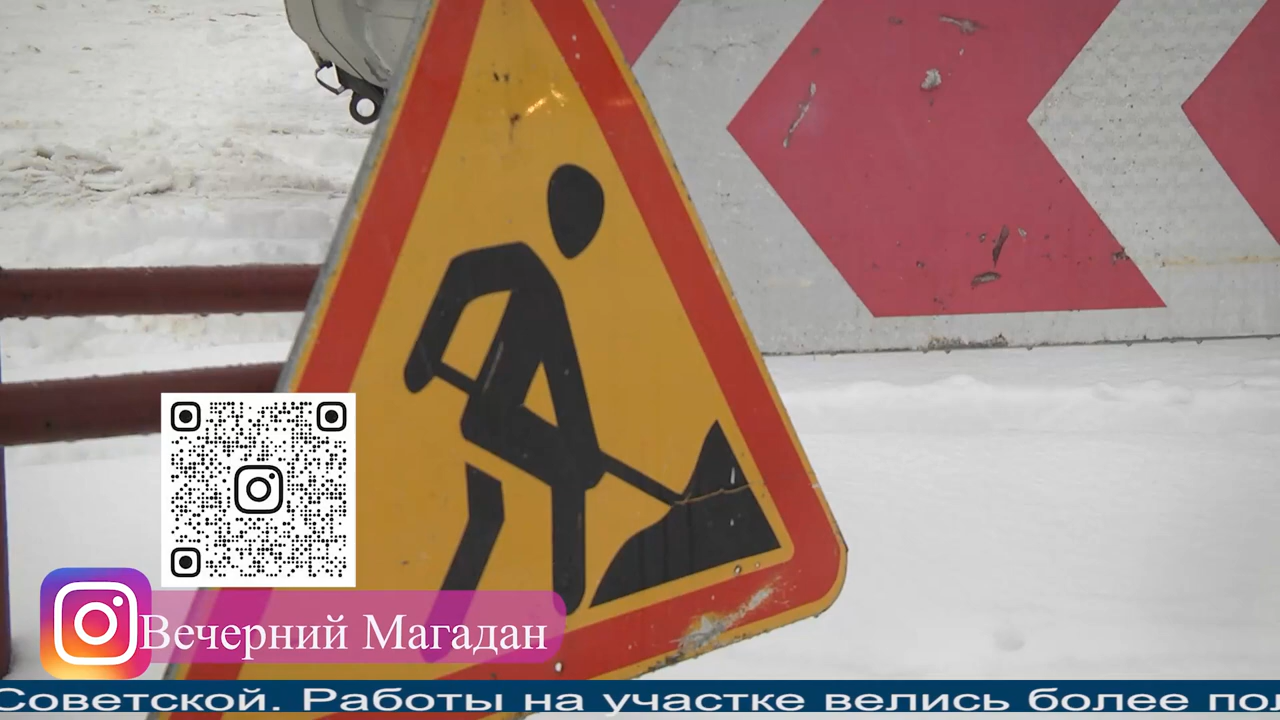 Вечерний Магадан
Советской. Работы на участке велись более